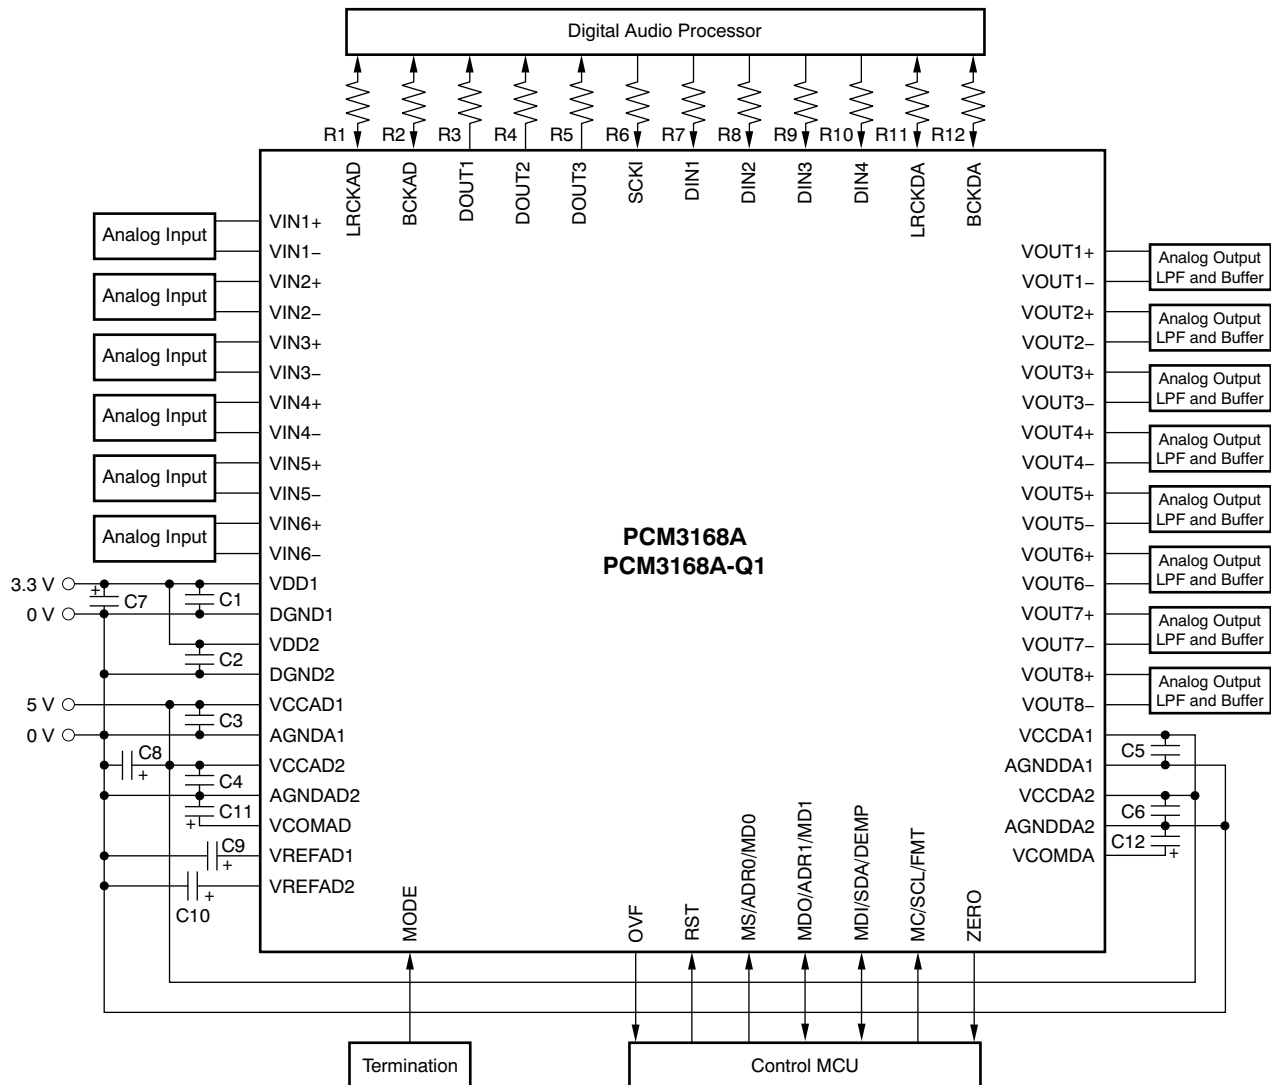 Digital Audio Processor
R1 R2 R3 R4 R5 R6 R7 R8 R9 R10 R11 R12
LRCKAD
BCKAD
DOUT1
DOUT2
DOUT3
SCKI
DIN1
DIN2
DIN3
DIN4
LRCKDA
BCKDA
Analog Input
VIN1+
VIN1−
Analog Input
VIN2+
VIN2−
Analog Input
VIN3+
VIN3−
Analog Input
VIN4+
VIN4−
Analog Input
VIN5+
VIN5−
Analog Input
VIN6+
VIN6−
3.3 V
+
C7
C1
VDD1
0 V
DGND1
VDD2
C2
DGND2
5 V
VCCAD1
C3
0 V
AGNDA1
C8
+
VCCAD2
C4
AGNDAD2
C11
+
VCOMAD
C9
+
VREFAD1
C10
+
VREFAD2
PCM3168A
PCM3168A-Q1
VOUT1+
VOUT1−
Analog Output
LPF and Buffer
VOUT2+
VOUT2−
Analog Output
LPF and Buffer
VOUT3+
VOUT3−
Analog Output
LPF and Buffer
VOUT4+
VOUT4−
Analog Output
LPF and Buffer
VOUT5+
VOUT5−
Analog Output
LPF and Buffer
VOUT6+
VOUT6−
Analog Output
LPF and Buffer
VOUT7+
VOUT7−
Analog Output
LPF and Buffer
VOUT8+
VOUT8−
Analog Output
LPF and Buffer
VCCDA1
C5
AGNDDA1
VCCDA2
C6
AGNDDA2
C12
+
VCOMDA
MODE
OVF
RST
MS/ADR0/MD0
MDO/ADR1/MD1
MDI/SDA/DEMP
MC/SCL/FMT
ZERO
Termination
Control MCU